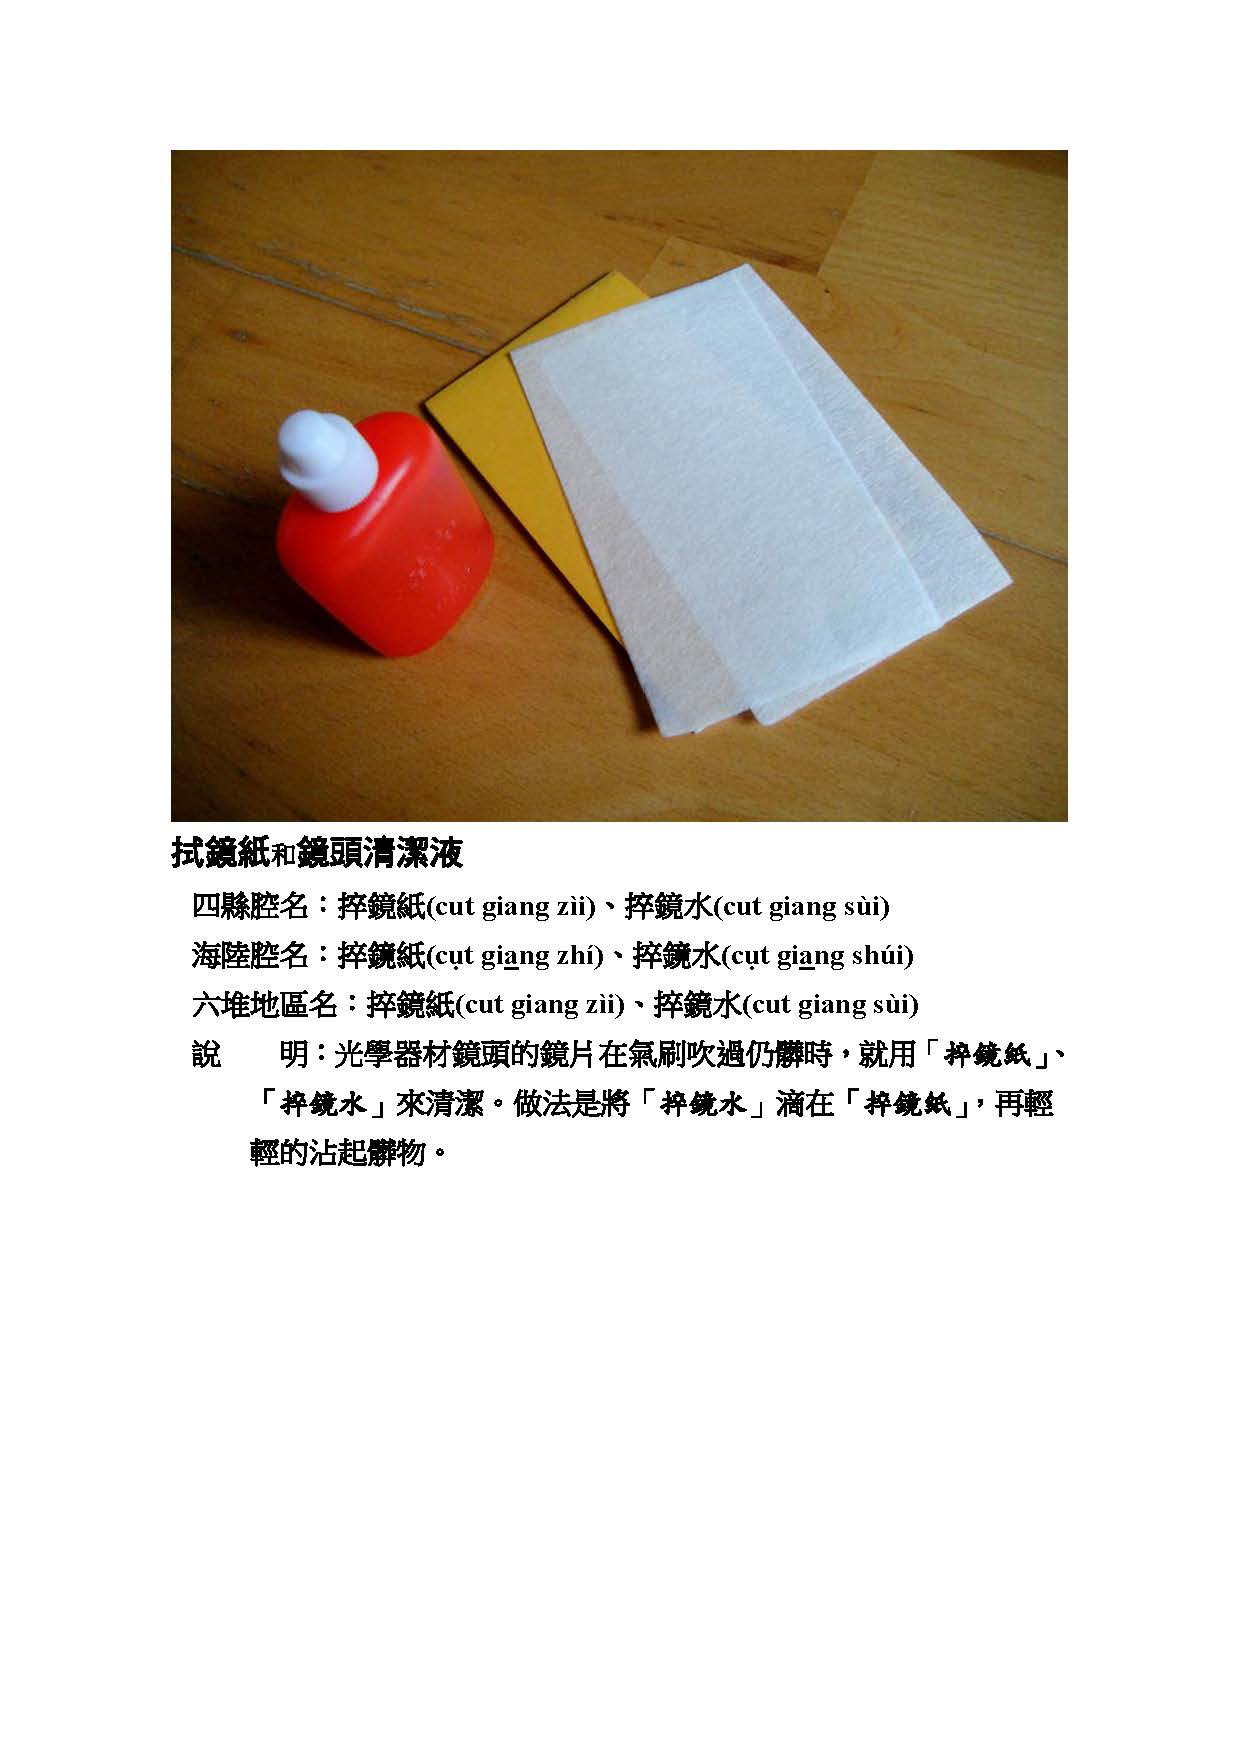 拭鏡紙和鏡頭清潔液
四縣腔名：捽鏡紙(cut giang zìi)、捽鏡水(cut giang sùi)
海陸腔名：捽鏡紙(cụt gia̲ng zhí)、捽鏡水(cụt gia̲ng shúi)
六堆地區名：捽鏡紙(cut giang zìi)、捽鏡水(cut giang sùi)
說　　明：光學器材鏡頭的鏡片在氣刷吹過仍髒時，就用「捽鏡紙」、
「捽鏡水」來清潔。做法是將「捽鏡水」滴在「捽鏡紙」，再輕
輕的沾起髒物。